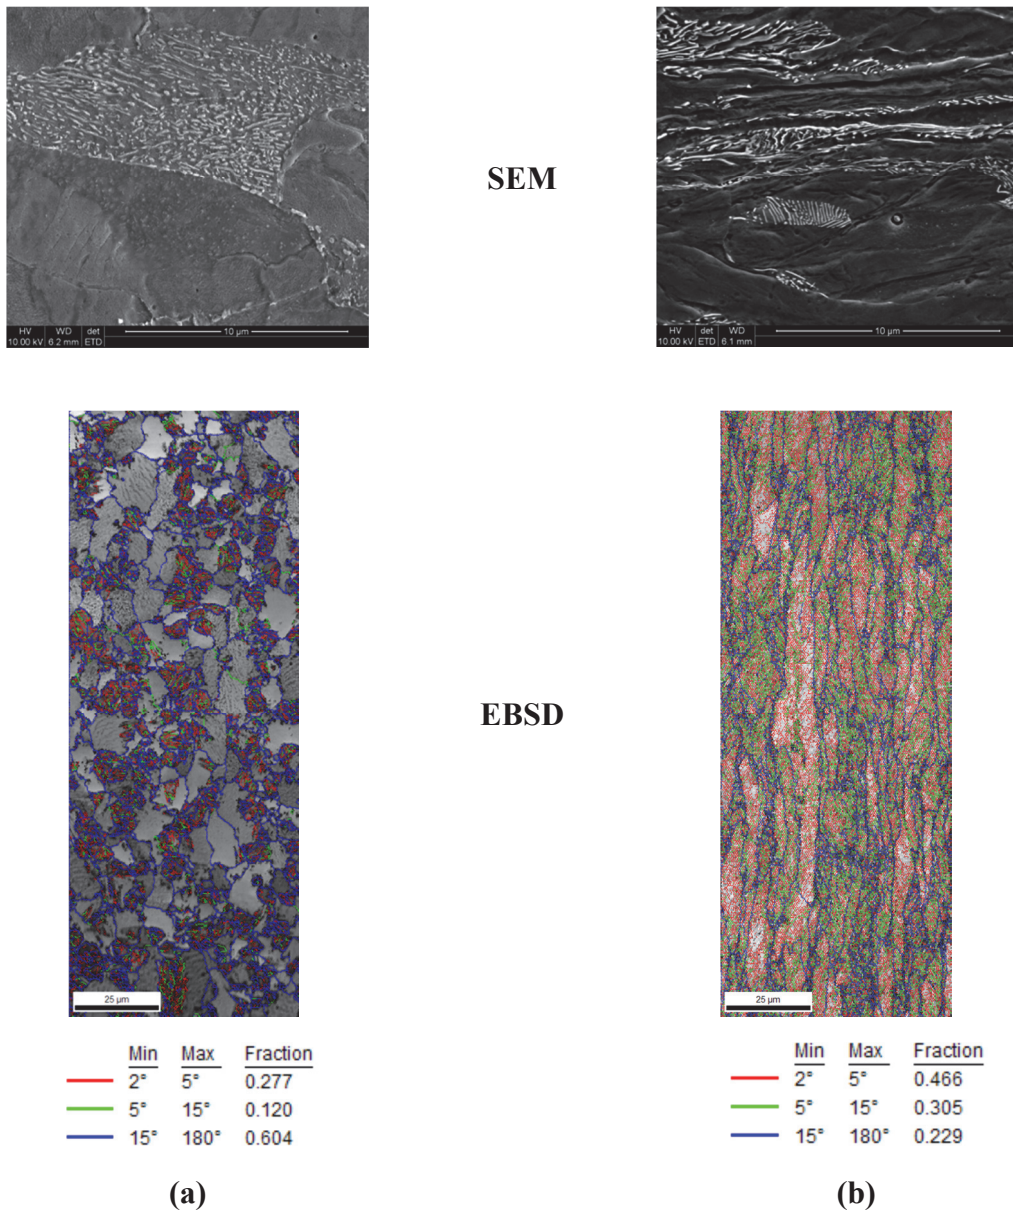 SEM
HV WD det
10.00 kV 6.2 mm ETD
10 µm
HV det WD
10.00 kV ETD 6.1 mm
10 µm
EBSD
25 µm
25 µm
Min Max Fraction
2° 5° 0.277
5° 15° 0.120
15° 180° 0.604
Min Max Fraction
2° 5° 0.466
5° 15° 0.305
15° 180° 0.229
(a)
(b)